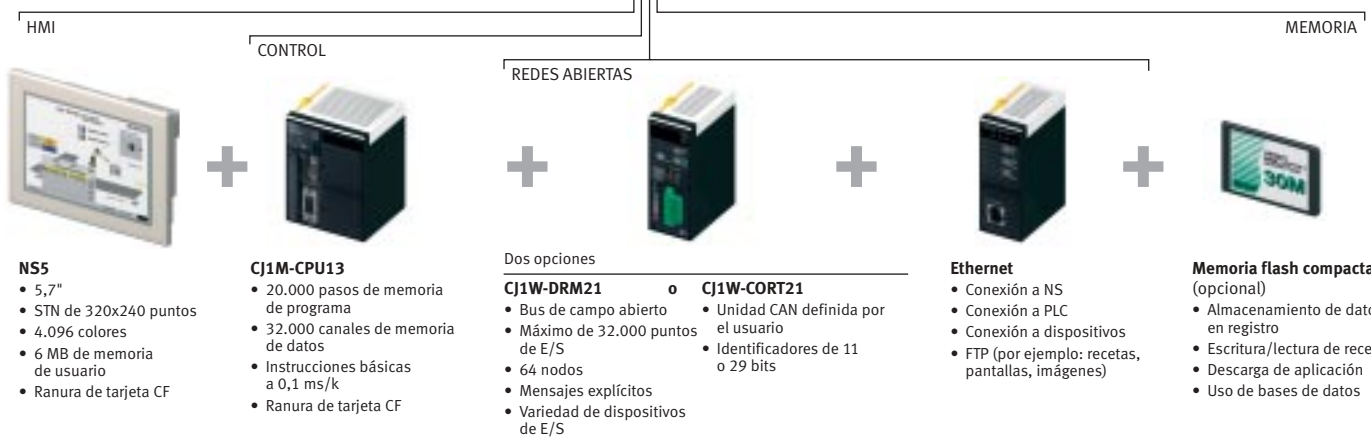 HMI
MEMORIA
CONTROL
REDES ABIERTAS
30M
NS5
• 5,7"
• STN de 320x240 puntos
• 4.096 colores
• 6 MB de memoria
de usuario
• Ranura de tarjeta CF
CJ1M-CPU13
• 20.000 pasos de memoria
de programa
• 32.000 canales de memoria
de datos
• Instrucciones básicas
a 0,1 ms/k
• Ranura de tarjeta CF
Dos opciones
CJ1W-DRM21 o CJ1W-CORT21
• Bus de campo abierto
• Máximo de 32.000 puntos
de E/S
• 64 nodos
• Mensajes explícitos
• Variedad de dispositivos
de E/S
• Unidad CAN definida por
el usuario
• Identificadores de 11
o 29 bits
Ethernet
• Conexión a NS
• Conexión a PLC
• Conexión a dispositivos
• FTP (por ejemplo: recetas,
pantallas, imágenes)
Memoria flash compacta
(opcional)
• Almacenamiento de dato
en registro
• Escritura/lectura de rece
• Descarga de aplicación
• Uso de bases de datos